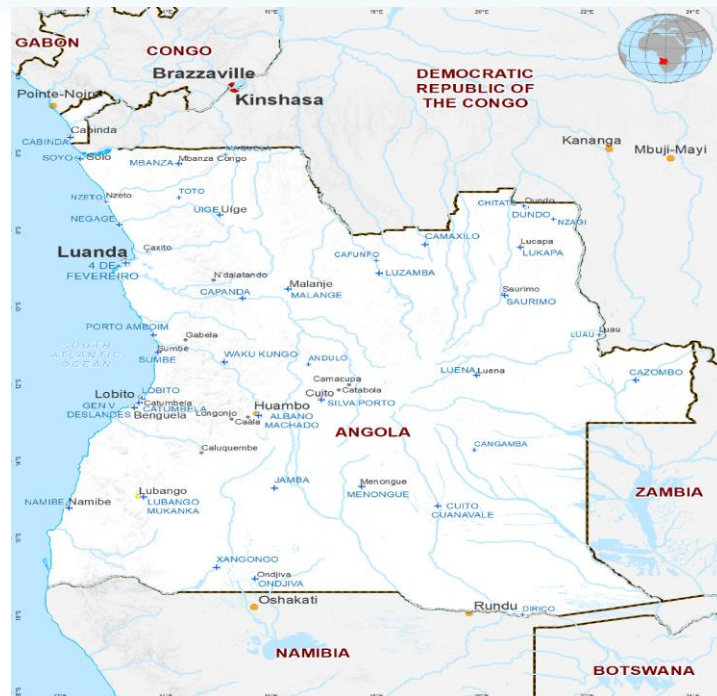 GABON
CONGO
Brazzaville
Kinshasa
DEMOCRATIC
REPUBLIC OF
THE CONGO
Pointe-Noire
Cabinda
CABINDA
SOYO
Soio
MBANZA
Mbanza Congo
Kananga
Mbuji-Mayi
NZETO
Nzeto
TOTO
NEGAGE
UIGE
Uíge
CHITATO
Dundo
DUNDO
NZAGI
Luanda
4 DE
FEVEREIRO
Caxito
CAFUNFO
CAMAXILO
LUZAMBA
Lucapa
LUKAPA
N'dalatando
CAPANDA
Malanje
MALANGE
Saurimo
SAURIMO
PORTO AMBOIM
Gabela
Sumbe
SUMBE
LUAU
Luau
SOUTH
ATLANTIC
OCEAN
WAKU KUNGO
ANDULO
LUENA
Luena
CAZOMBO
Camacupa
Catabola
Cuito
SILVA PORTO
Lobito
LOBITO
GEN V
DESLANDES
Catumbela
CATUMBELA
Benguela
Longonjo
Caála
Huambo
ALBANO
MACHADO
ANGOLA
Caluquembe
CANGAMBA
Lubango
LUBANGO
MUKANKA
JAMBA
Menongue
MENONGUE
CUITO
CUANAVALE
ZAMBIA
NAMIBE
Namibe
XANGONGO
Ondjiva
ONDJIVA
Oshakati
Rundu
DIRICO
NAMIBIA
BOTSWANA